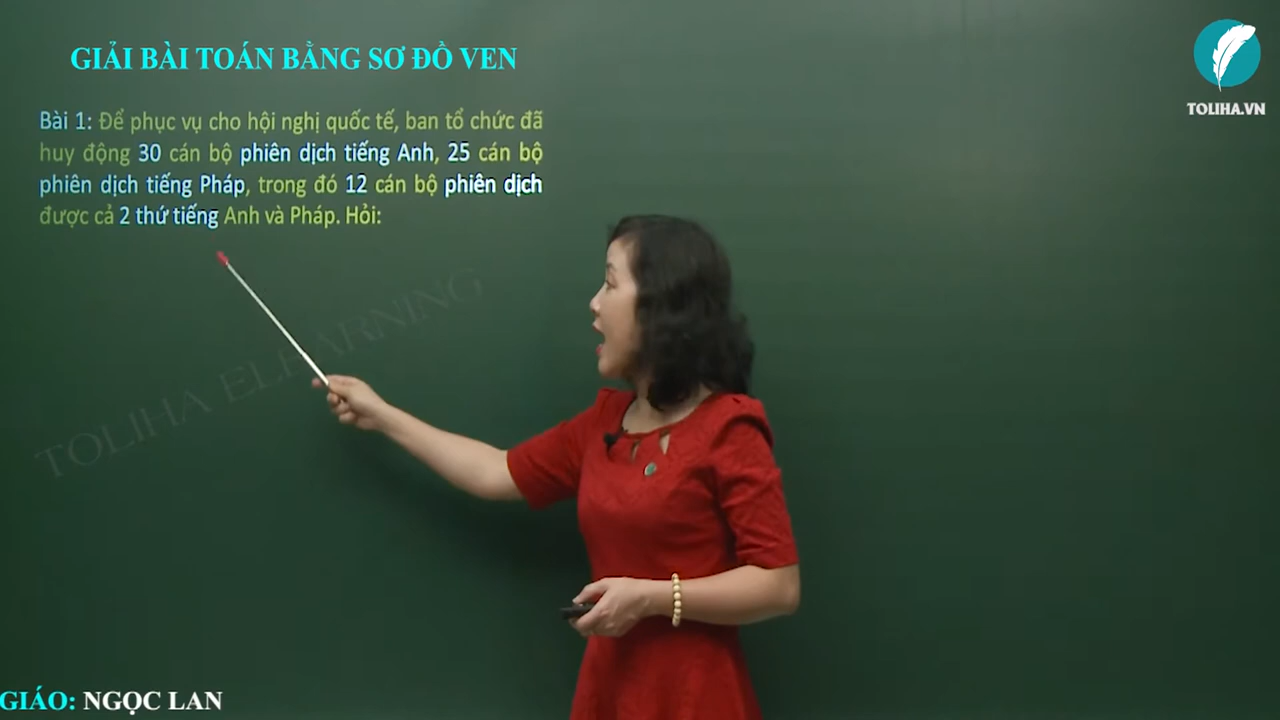 GIẢI BÀI TOÁN BẰNG SƠ ĐỒ VEN
TOLIHA.VN
Bài 1: Để phục vụ cho hội nghị quốc tế, ban tổ chức đã
huy động 30 cán bộ phiên dịch tiếng Anh, 25 cán bộ
phiên dịch tiếng Pháp, trong đó 12 cán bộ phiên dịch
được cả 2 thứ tiếng Anh và Pháp. Hỏi:
TOLIHA ELEARNING
GIÁO: NGỌC LAN